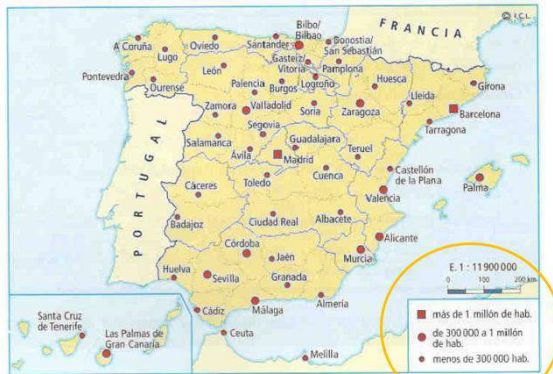 © I.C.L.
FRANCIA
A Coruña
Lugo
Oviedo
Santander
Bilbo/
Bilbao
Donostia/
San Sebastián
Gasteiz/
Vitoria
Pamplona
Pontevedra
Ourense
León
Palencia
Burgos
Logroño
Huesca
Girona
Lleida
Barcelona
Tarragona
Zamora
Valladolid
Soria
Zaragoza
Segovia
Salamanca
Ávila
Guadalajara
Madrid
Teruel
Castellón
de la Plana
Cuenca
Toledo
Valencia
Palma
PORTUGAL
Cáceres
Badajoz
Ciudad Real
Albacete
Alicante
Murcia
Córdoba
Jaén
Huelva
Sevilla
Granada
Cádiz
Málaga
Almería
Ceuta
Melilla
Santa Cruz
de Tenerife
Las Palmas de
Gran Canaria
E. 1 : 11 900 000
0 100 200 km
más de 1 millón de hab.
de 300 000 a 1 millón
de hab.
menos de 300 000 hab.